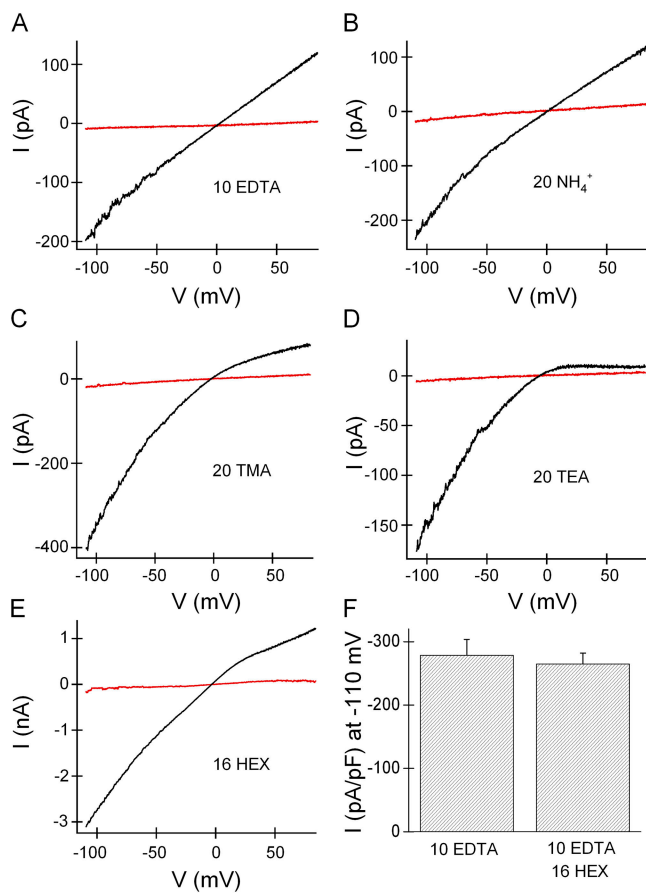 A
I (pA)
100
0
-100
-200
10 EDTA
-100
-50
0
50
V (mV)
B
I (pA)
100
0
-100
-200
20 NH₄⁺
-100
-50
0
50
V (mV)
C
I (pA)
0
-200
-400
20 TMA
-100
-50
0
50
V (mV)
D
I (pA)
0
-50
-100
-150
20 TEA
-100
-50
0
50
V (mV)
E
I (nA)
1
0
-1
-2
-3
16 HEX
-100
-50
0
50
V (mV)
F
I (pA/pF) at -110 mV
-300
-200
-100
0
10 EDTA
10 EDTA
16 HEX